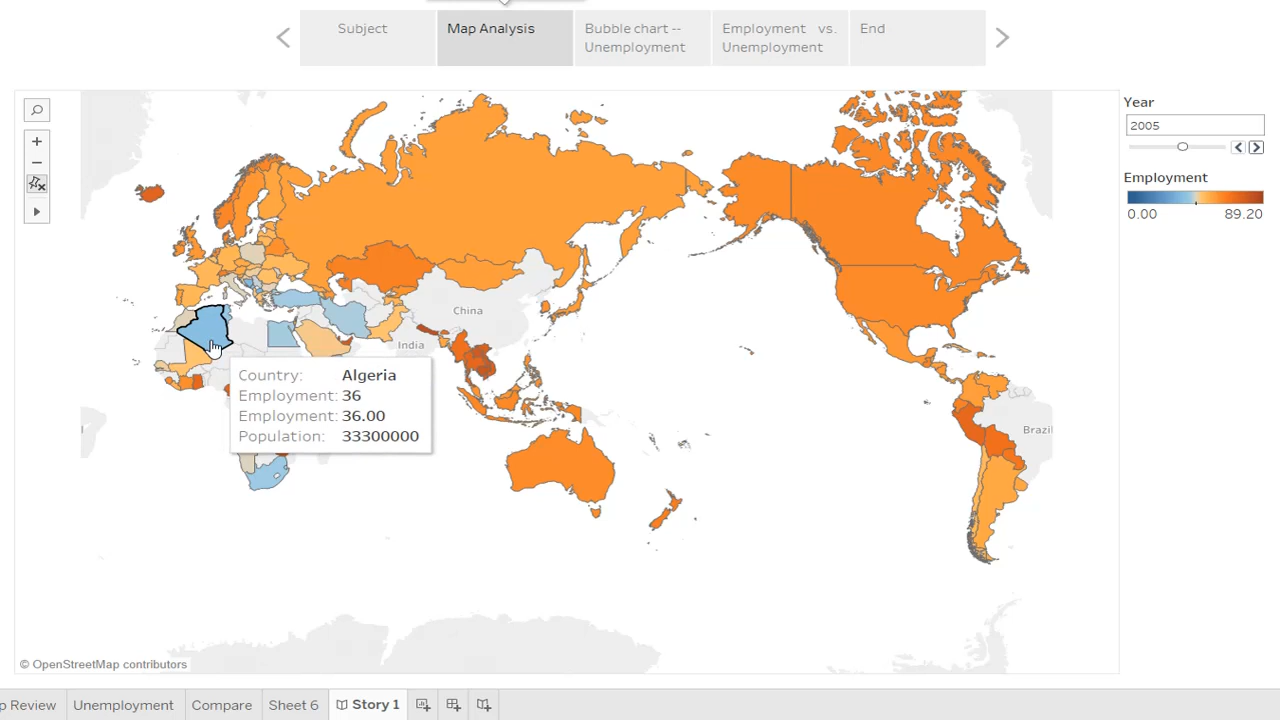 Subject
Map Analysis
Bubble chart --
Unemployment
Employment vs.
Unemployment
End
Year
2005
Employment
0.00 89.20
China
India
Brazil
Country: Algeria
Employment: 36
Employment: 36.00
Population: 33300000
© OpenStreetMap contributors
p Review Unemployment Compare Sheet 6 Story 1